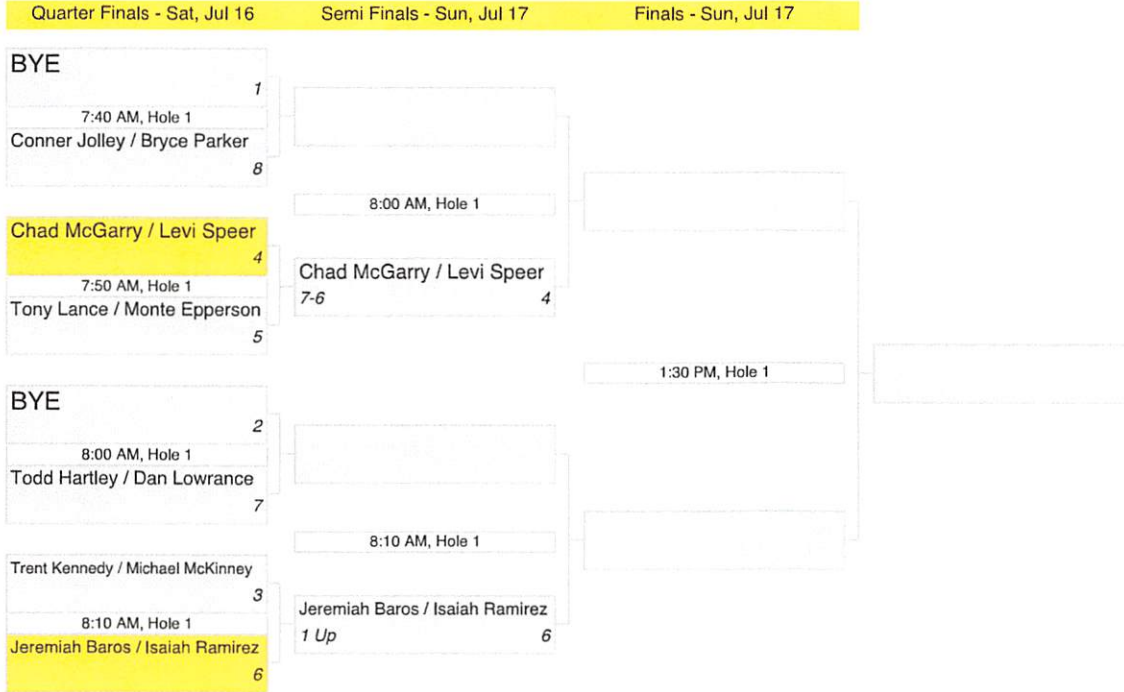 Quarter Finals - Sat, Jul 16
Semi Finals - Sun, Jul 17
Finals - Sun, Jul 17
BYE
1
7:40 AM, Hole 1
Conner Jolley / Bryce Parker
8
Chad McGarry / Levi Speer
4
7:50 AM, Hole 1
Tony Lance / Monte Epperson
5
BYE
2
8:00 AM, Hole 1
Todd Hartley / Dan Lowrance
7
Trent Kennedy / Michael McKinney
3
8:10 AM, Hole 1
Jeremiah Baros / Isaiah Ramirez
6
8:00 AM, Hole 1
Chad McGarry / Levi Speer
7-6 4
8:10 AM, Hole 1
Jeremiah Baros / Isaiah Ramirez
1 Up 6
1:30 PM, Hole 1